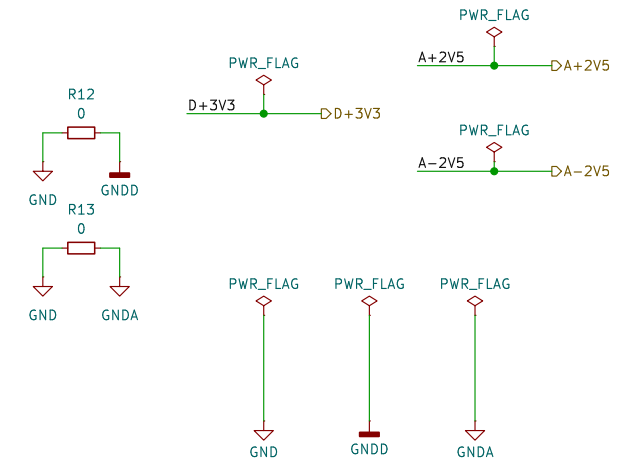 PWR_FLAG
A+2V5
A+2V5
PWR_FLAG
D+3V3
D+3V3
R12
0
GND
GNDD
PWR_FLAG
A-2V5
A-2V5
R13
0
GND
GNDA
PWR_FLAG
PWR_FLAG
PWR_FLAG
GND
GNDD
GNDA